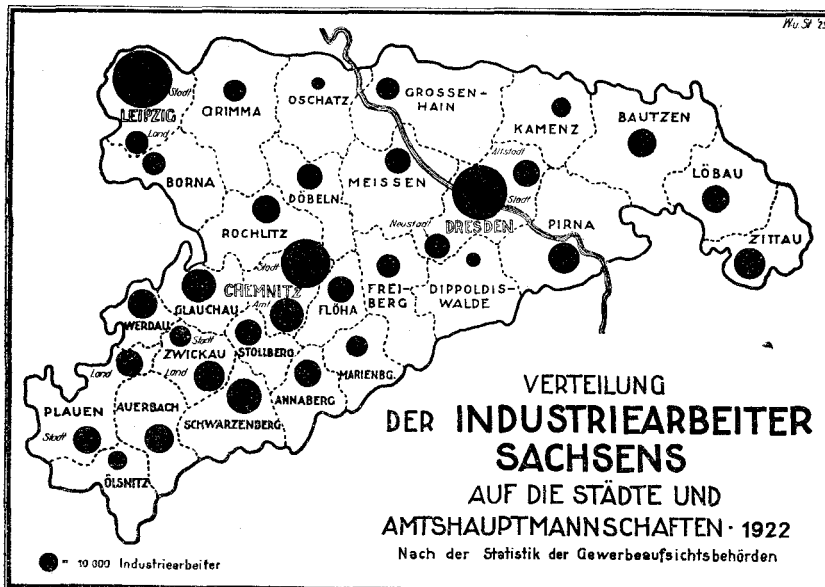 W.u.St.'25
Stadt
LEIPZIG
Land
GRIMMA
OSCHATZ
GROSSEN-
HAIN
KAMENZ
BAUTZEN
LÖBAU
ZITTAU
BORNA
DÖBELN
MEISSEN
Altstadt
Stadt
DRESDEN
Neustadt
PIRNA
ROCHLITZ
Stadt
CHEMNITZ
Amt
FLÖHA
FREI-
BERG
DIPPOLDIS-
WALDE
GLAUCHAU
WERDAU
Stadt
ZWICKAU
Land
STOLLBERG
MARIENBG.
ANNABERG
SCHWARZENBERG
Land
PLAUEN
Stadt
AUERBACH
ÖLSNITZ
VERTEILUNG
DER INDUSTRIEARBEITER
SACHSENS
AUF DIE STÄDTE UND
AMTSHAUPTMANNSCHAFTEN · 1922
Nach der Statistik der Gewerbeaufsichtsbehörden
= 10 000 Industriearbeiter